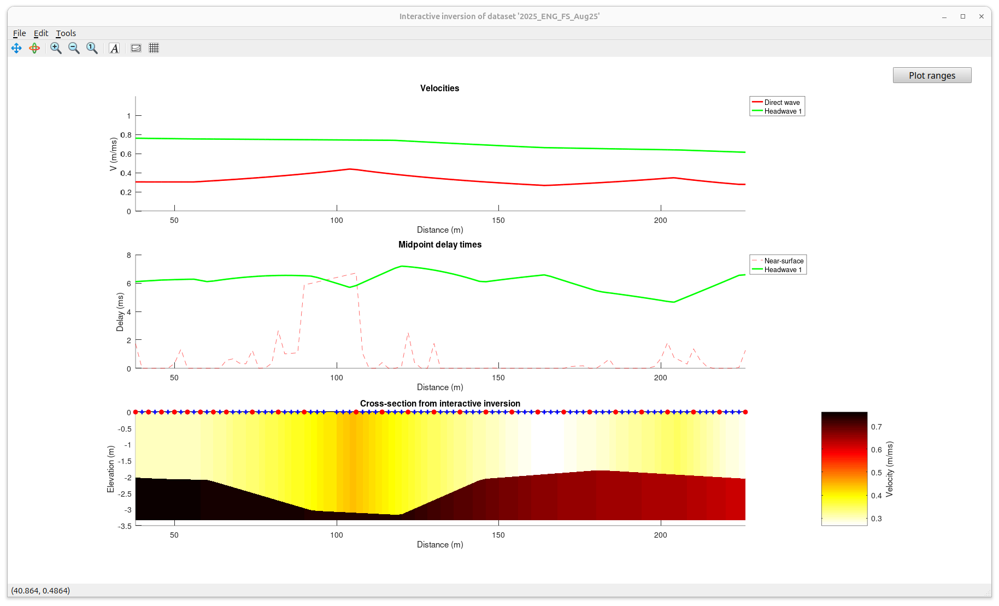 Interactive inversion of dataset '2025_ENG_FS_Aug25'
File Edit Tools
Plot ranges
Velocities
Direct wave
Headwave 1
V (m/ms)
1
0.8
0.6
0.4
0.2
0
50 100 150 200
Distance (m)
Midpoint delay times
Near-surface
Headwave 1
Delay (ms)
8
6
4
2
0
50 100 150 200
Distance (m)
Cross-section from interactive inversion
Elevation (m)
0
-0.5
-1
-1.5
-2
-2.5
-3
-3.5
50 100 150 200
Distance (m)
0.7
0.6
0.5
0.4
0.3
Velocity (m/ms)
(40.864, 0.4864)